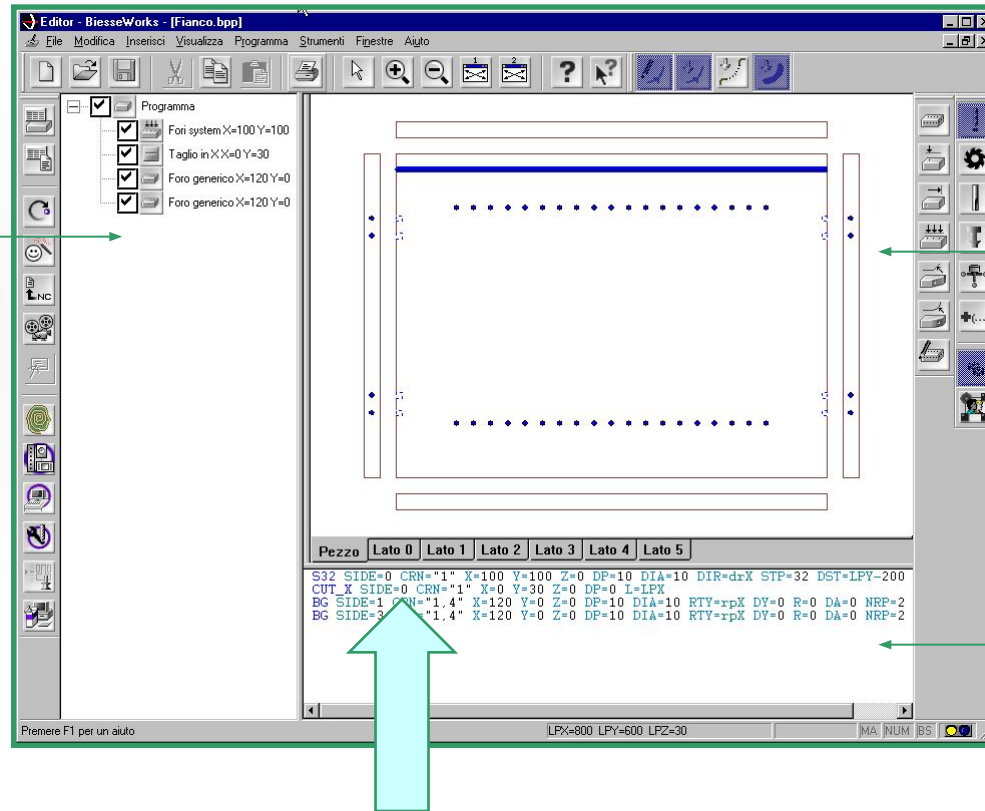 Editor - BiesseWorks - [Fianco.bpp]
File Modifica Inserisci Visualizza Programma Strumenti Finestre Aiuto
1 2
Programma
Fori system X=100 Y=100
Taglio in X X=0 Y=30
Foro generico X=120 Y=0
Foro generico X=120 Y=0
NC
Pezzo Lato 0 Lato 1 Lato 2 Lato 3 Lato 4 Lato 5
S32 SIDE=0 CRN="1" X=100 Y=100 Z=0 DP=10 DIA=10 DIR=drX STP=32 DST=LPY-200
CUT_X SIDE=0 CRN="1" X=0 Y=30 Z=0 DP=0 L=LPX
BG SIDE=1 CRN="1,4" X=120 Y=0 Z=0 DP=10 DIA=10 RTY=rpX DY=0 R=0 DA=0 NRP=2
BG SIDE=3 "1,4" X=120 Y=0 Z=0 DP=10 DIA=10 RTY=rpX DY=0 R=0 DA=0 NRP=2
Premere F1 per un aiuto LPX=800 LPY=600 LPZ=30 MA NUM BS